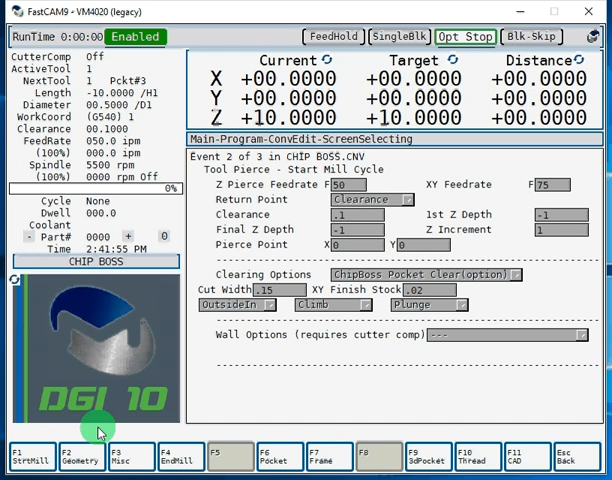 FastCAM9 - VM4020 (legacy)
RunTime 0:00:00 Enabled FeedHold SingleBlk Opt Stop Blk-Skip
CutterComp Off
ActiveTool 1
NextTool 1 Pckt#3
Length -10.0000 /H1
Diameter 00.5000 /D1
WorkCoord (G540) 1
Clearance 00.1000
FeedRate 050.0 ipm
(100%) 000.0 ipm
Spindle 5500 rpm
(100%) 0000 rpm Off
0%
Cycle None
Dwell 000.0
Coolant
- Part# 0000 + 0
Time 2:41:55 PM
CHIP BOSS
DGI 10
Current Target Distance
X +00.0000 +00.0000 +00.0000
Y +00.0000 +00.0000 +00.0000
Z +10.0000 +10.0000 +00.0000
Main-Program-ConvEdit-ScreenSelecting
Event 2 of 3 in CHIP BOSS.CNV
Tool Pierce - Start Mill Cycle
Z Pierce Feedrate F 50 XY Feedrate F 75
Return Point Clearance
Clearance .1 1st Z Depth -1
Final Z Depth -1 Z Increment 1
Pierce Point X 0 Y 0
Clearing Options ChipBoss Pocket Clear(option)
Cut Width .15 XY Finish Stock .02
OutsideIn Climb Plunge
Wall Options (requires cutter comp) ---
F1 StrtMill
F2 Geometry
F3 Misc
F4 EndMill
F5
F6 Pocket
F7 Frame
F8
F9 3dPocket
F10 Thread
F11 CAD
Esc Back